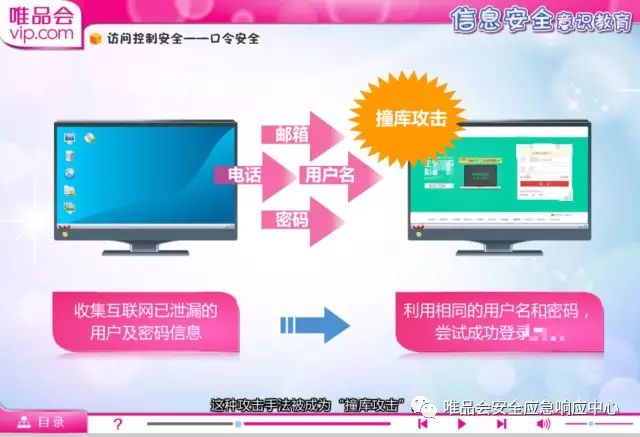 唯品会
vip.com
访问控制安全——口令安全
信息安全意识教育
邮箱
撞库攻击
电话
用户名
密码
收集互联网已泄漏的
用户及密码信息
利用相同的用户名和密码，
尝试成功登录
这种攻击手法被成为“撞库攻击”
唯品会安全应急响应中心
目录
?